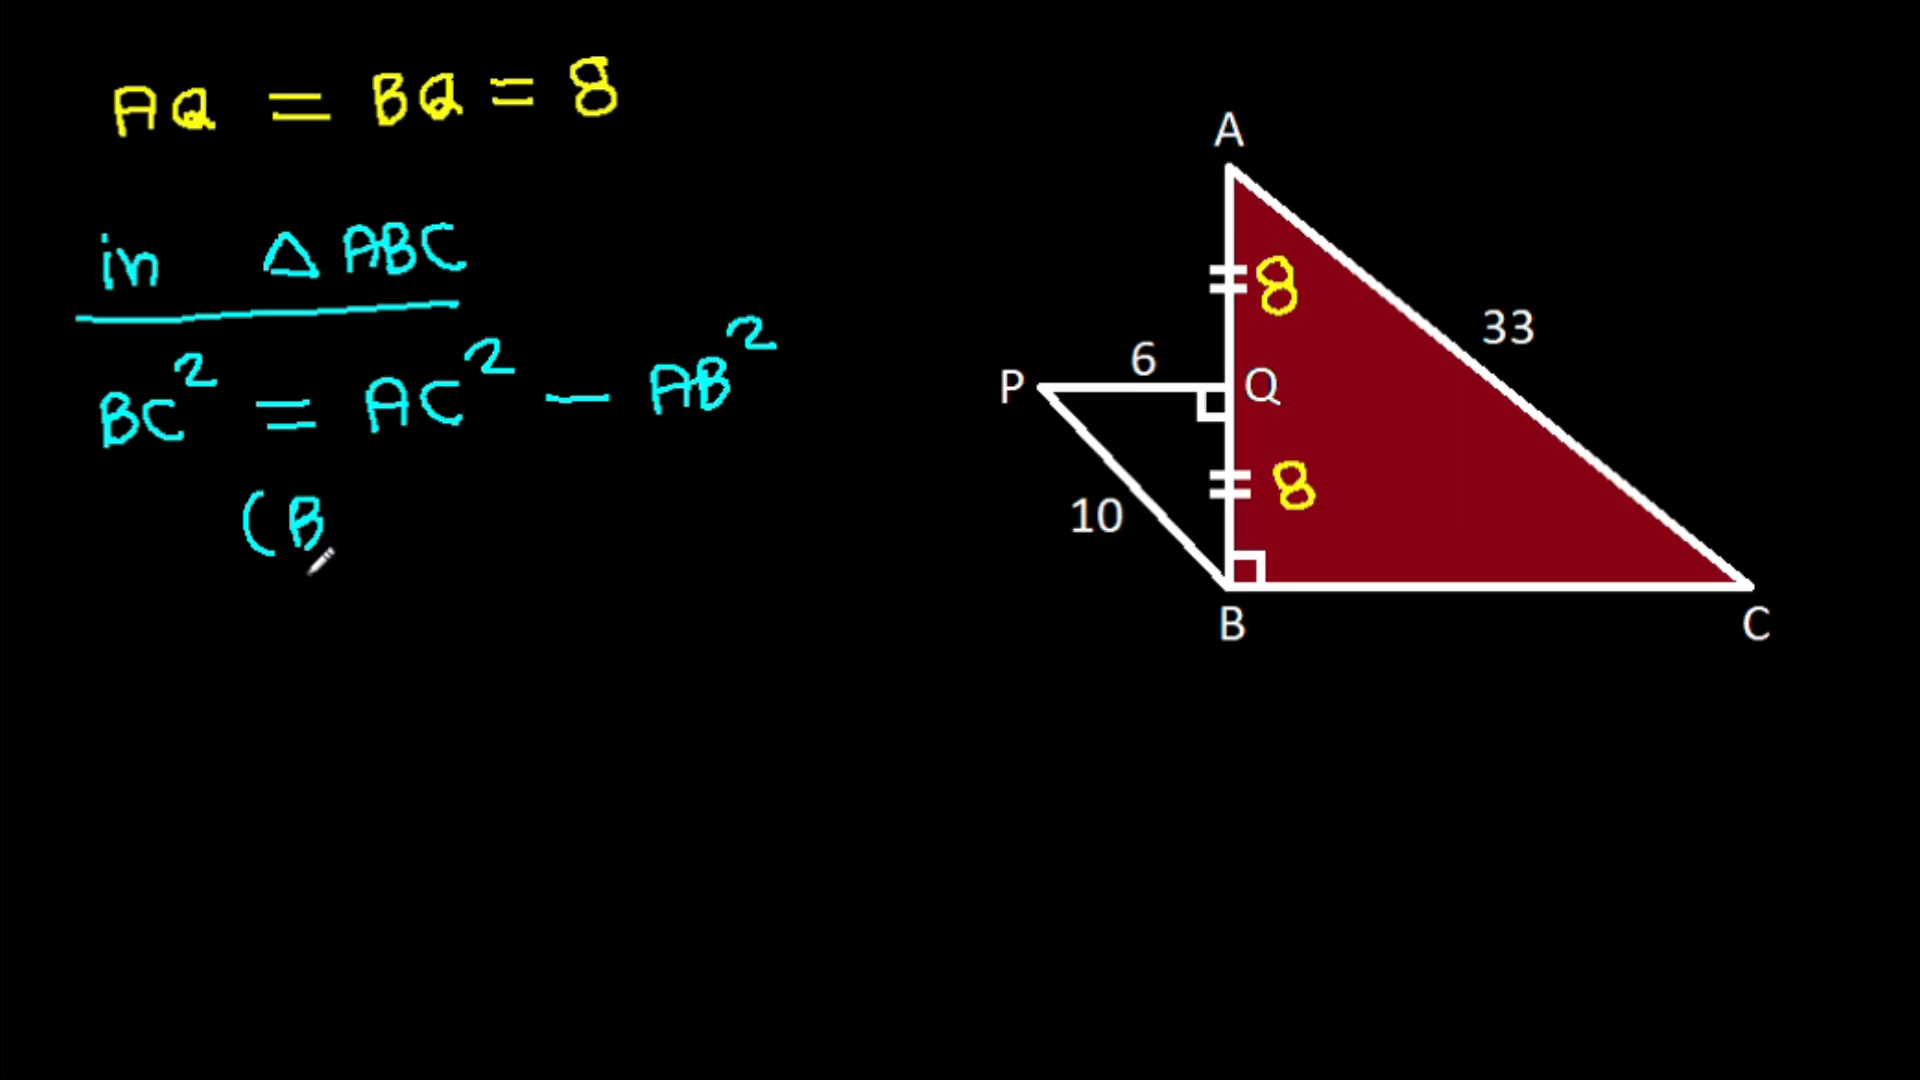 AQ = BQ = 8
in △ ABC
BC² = AC² − AB²
(B
A
8
33
6
P
Q
8
10
B
C